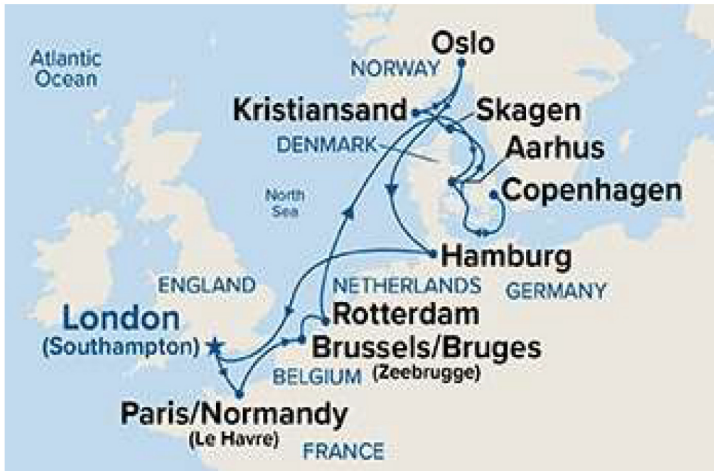 Oslo
Atlantic
Ocean
NORWAY
Kristiansand
Skagen
DENMARK
Aarhus
Copenhagen
North
Sea
Hamburg
ENGLAND
NETHERLANDS
GERMANY
London
(Southampton)
Rotterdam
Brussels/Bruges
BELGIUM
(Zeebrugge)
Paris/Normandy
(Le Havre)
FRANCE